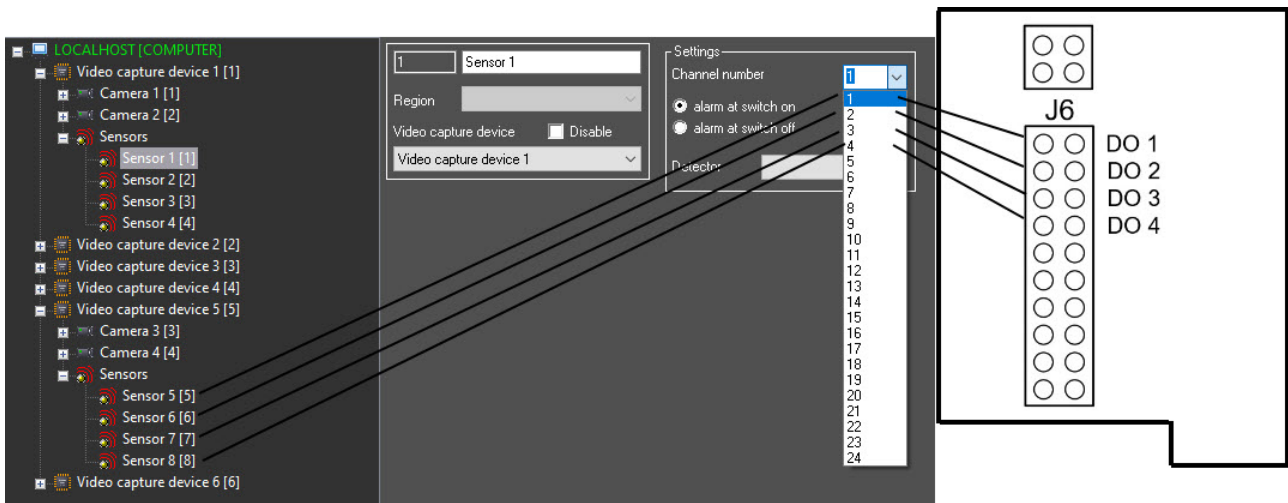 LOCALHOST [COMPUTER]
Video capture device 1 [1]
Camera 1 [1]
Camera 2 [2]
Sensors
Sensor 1 [1]
Sensor 2 [2]
Sensor 3 [3]
Sensor 4 [4]
Video capture device 2 [2]
Video capture device 3 [3]
Video capture device 4 [4]
Video capture device 5 [5]
Camera 3 [3]
Camera 4 [4]
Sensors
Sensor 5 [5]
Sensor 6 [6]
Sensor 7 [7]
Sensor 8 [8]
Video capture device 6 [6]
1
Sensor 1
Region
Video capture device
Disable
Video capture device 1
Settings
Channel number
1
alarm at switch on
alarm at switch off
Detector
1
2
3
4
5
6
7
8
9
10
11
12
13
14
15
16
17
18
19
20
21
22
23
24
J6
DO 1
DO 2
DO 3
DO 4